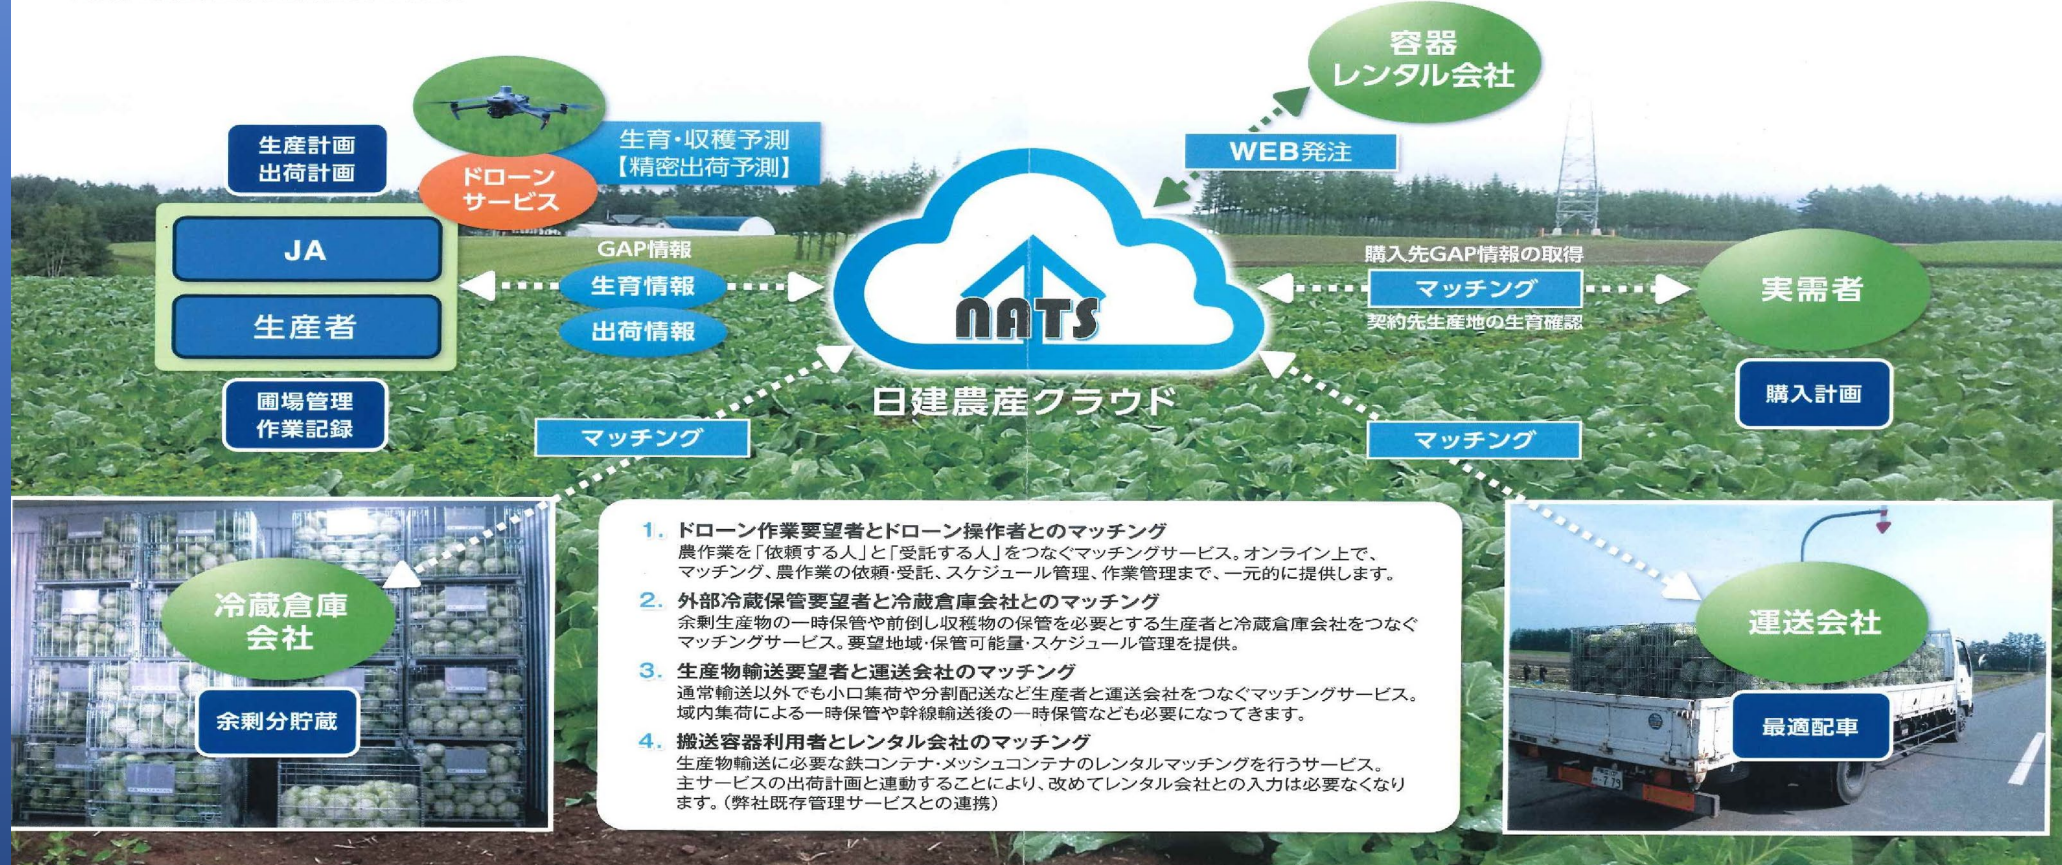 容器
レンタル会社
WEB発注
生産計画
出荷計画
生育・収穫予測
【精密出荷予測】
ドローン
サービス
JA
生産者
圃場管理
作業記録
GAP情報
生育情報
出荷情報
NATS
日建農産クラウド
購入先GAP情報の取得
マッチング
契約先生産地の生育確認
実需者
購入計画
マッチング
マッチング
冷蔵倉庫
会社
余剰分貯蔵
1. ドローン作業要望者とドローン操作者とのマッチング
農作業を「依頼する人」と「受託する人」をつなぐマッチングサービス。オンライン上で、
マッチング、農作業の依頼・受託、スケジュール管理、作業管理まで、一元的に提供します。
2. 外部冷蔵保管要望者と冷蔵倉庫会社とのマッチング
余剰生産物の一時保管や前倒し収穫物の保管を必要とする生産者と冷蔵倉庫会社をつなぐ
マッチングサービス。要望地域・保管可能量・スケジュール管理を提供。
3. 生産物輸送要望者と運送会社のマッチング
通常輸送以外でも小口集荷や分割配送など生産者と運送会社をつなぐマッチングサービス。
域内集荷による一時保管や幹線輸送後の一時保管なども必要になってきます。
4. 搬送容器利用者とレンタル会社のマッチング
生産物輸送に必要な鉄コンテナ・メッシュコンテナのレンタルマッチングを行うサービス。
主サービスの出荷計画と連動することにより、改めてレンタル会社との入力は必要なくなり
ます。（弊社既存管理サービスとの連携）
運送会社
最適配車